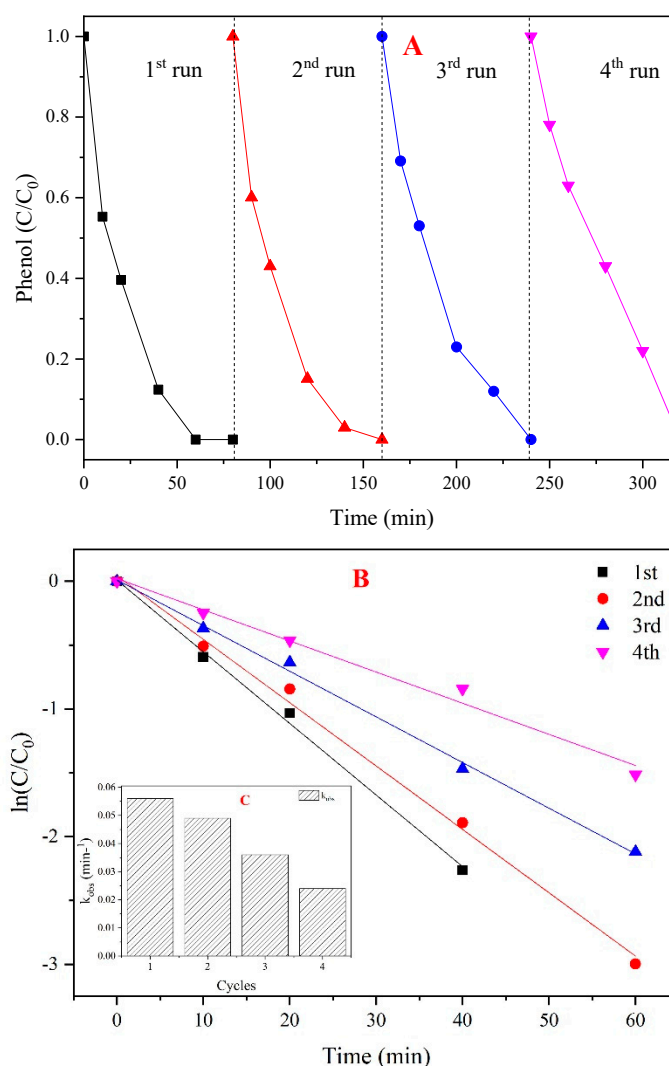 A
1st run
2nd run
3rd run
4th run
1.0
0.8
0.6
0.4
0.2
0.0
Phenol (C/C0)
0
50
100
150
200
250
300
Time (min)
B
1st
2nd
3rd
4th
0
-1
-2
-3
ln(C/C0)
C
kobs
0.06
0.05
0.04
0.03
0.02
0.01
0.00
kobs (min-1)
1
2
3
4
Cycles
0
10
20
30
40
50
60
Time (min)